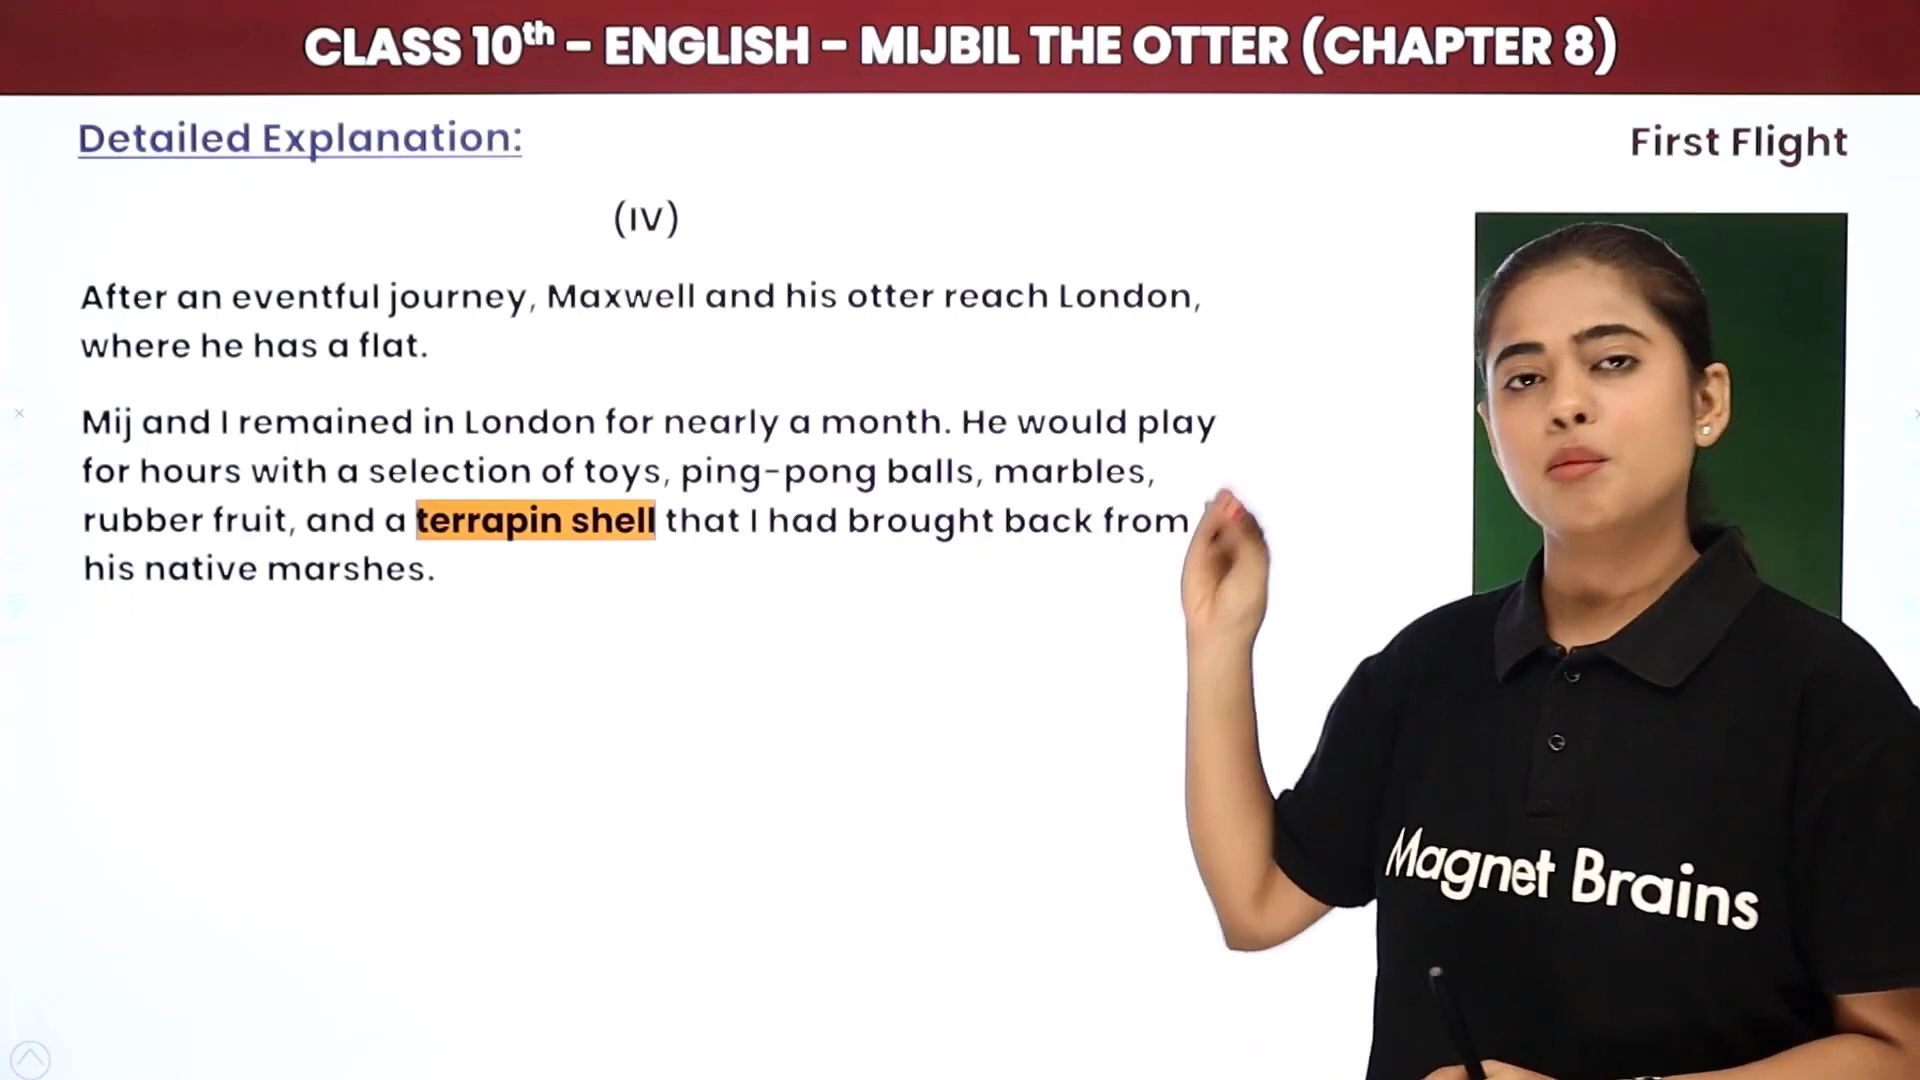 CLASS 10th - ENGLISH - MIJBIL THE OTTER (CHAPTER 8)
Detailed Explanation:
First Flight
(IV)
After an eventful journey, Maxwell and his otter reach London,
where he has a flat.
Mij and I remained in London for nearly a month. He would play
for hours with a selection of toys, ping-pong balls, marbles,
rubber fruit, and a terrapin shell that I had brought back from
his native marshes.
Magnet Brains